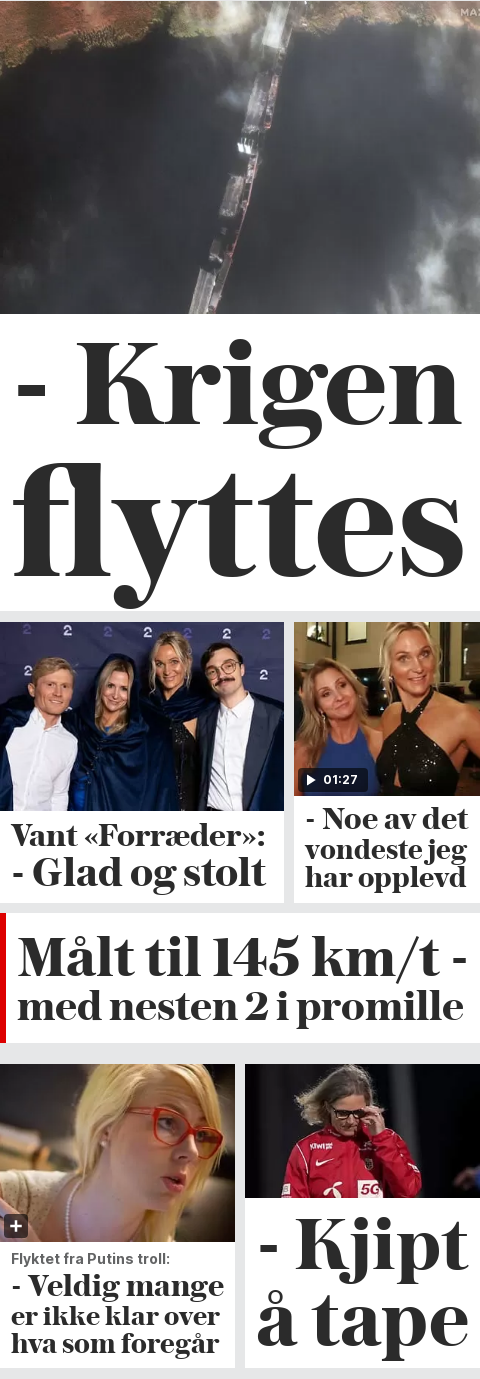 - Krigen
flyttes
01:27
Vant «Forræder»:
- Glad og stolt
- Noe av det
vondeste jeg
har opplevd
Målt til 145 km/t -
med nesten 2 i promille
KIWI
5G
Flyktet fra Putins troll:
- Veldig mange
er ikke klar over
hva som foregår
- Kjipt
å tape